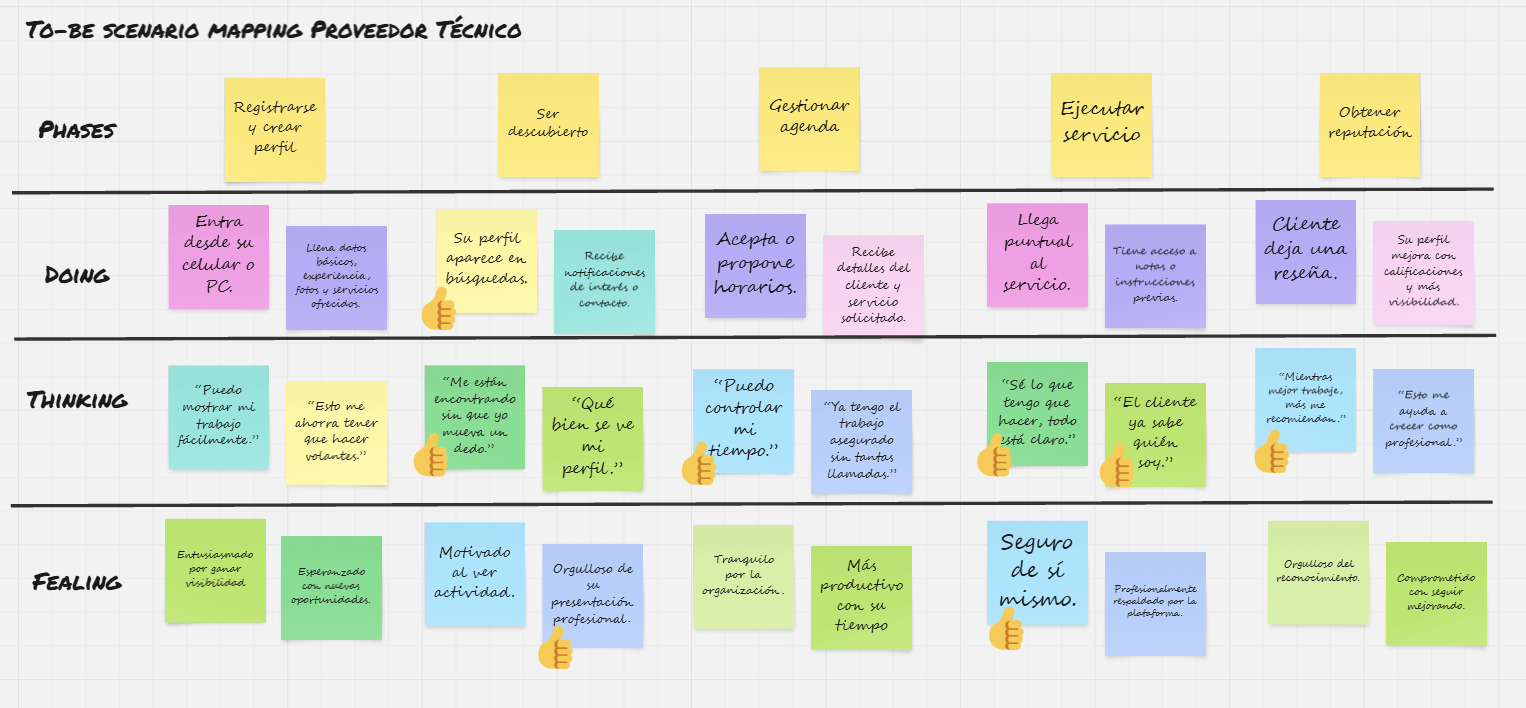 To-be scenario mapping Proveedor Técnico
Phases
Registrarse
y crear
perfil
Ser
descubierto
Gestionar
agenda
Ejecutar
servicio
Obtener
reputación
Doing
Entra
desde su
celular o
PC.
Llena datos
básicos,
experiencia,
fotos y servicios
ofrecidos.
Su perfil
aparece en
búsquedas.
Recibe
notificaciones
de interés o
contacto.
Acepta o
propone
horarios.
Recibe
detalles del
cliente y
servicio
solicitado.
Llega
puntual
al
servicio.
Tiene acceso a
notas o
instrucciones
previas.
Cliente
deja una
reseña.
Su perfil
mejora con
calificaciones
y más
visibilidad.
Thinking
“Puedo
mostrar mi
trabajo
fácilmente.”
“Esto me
ahorra tener
que hacer
volantes.”
“Me están
encontrando
sin que yo
mueva un
dedo.”
“Qué
bien se ve
mi
perfil.”
“Puedo
controlar
mi
tiempo.”
“Ya tengo el
trabajo
asegurado
sin tantas
llamadas.”
“Sé lo que
tengo que
hacer, todo
está claro.”
“El cliente
ya sabe
quién
soy.”
“Mientras
mejor trabaje,
más me
recomiendan.”
“Esto me
ayuda a
crecer como
profesional.”
Fealing
Entusiasmado
por ganar
visibilidad
Esperanzado
con nuevas
oportunidades.
Motivado
al ver
actividad.
Orgulloso de
su
presentación
profesional.
Tranquilo
por la
organización.
Más
productivo
con su
tiempo
Seguro
de sí
mismo.
Profesionalmente
respaldado por la
plataforma.
Orgulloso del
reconocimiento.
Comprometido
con seguir
mejorando.